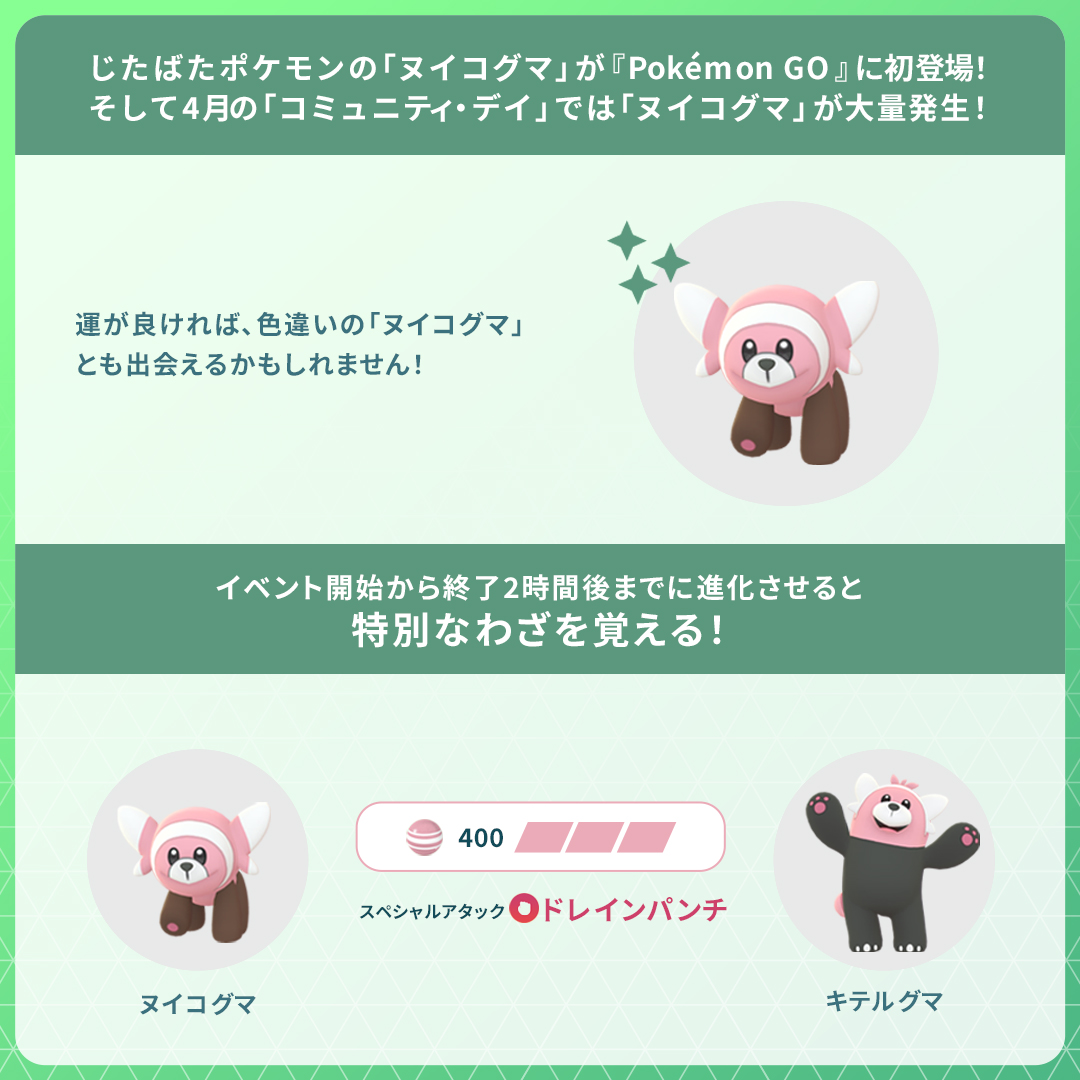 じたばたポケモンの「ヌイコグマ」が『Pokémon GO』に初登場!
そして4月の「コミュニティ・デイ」では「ヌイコグマ」が大量発生!
運が良ければ、色違いの「ヌイコグマ」
とも出会えるかもしれません!
イベント開始から終了2時間後までに進化させると
特別なわざを覚える!
400
スペシャルアタック ドレインパンチ
ヌイコグマ
キテルグマ